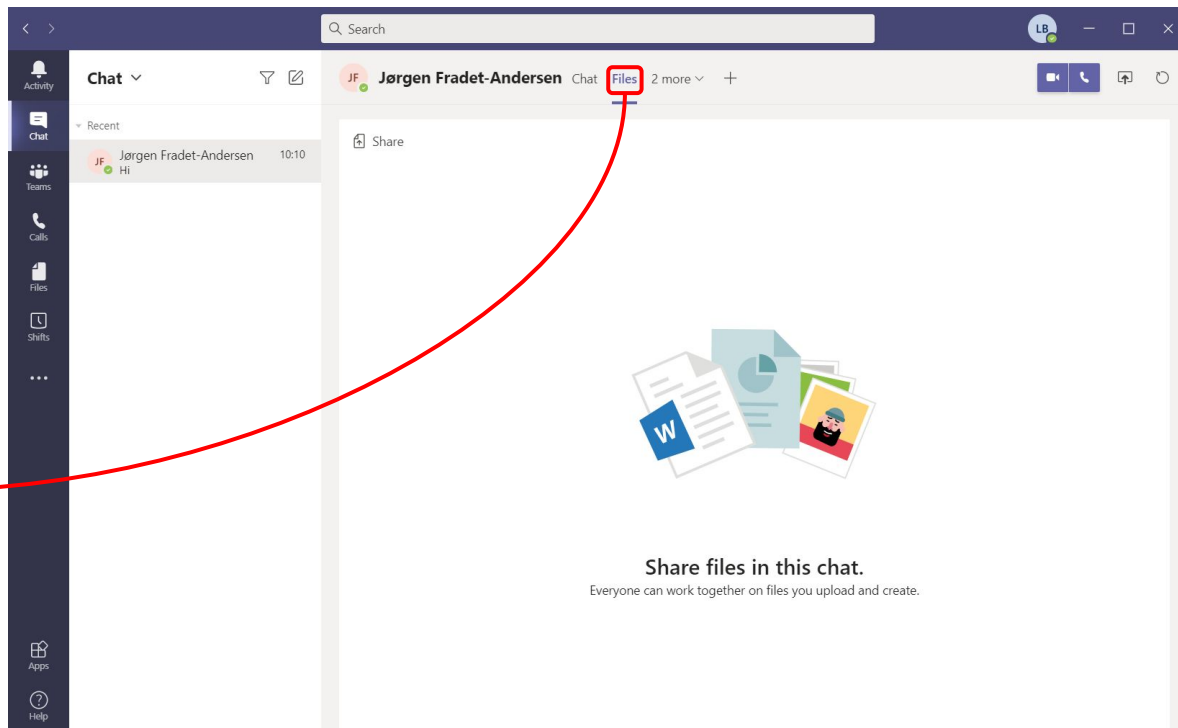 Search
LB
Activity
Chat
Teams
Calls
Files
Shifts
Apps
Help
Chat
Recent
JF Jørgen Fradet-Andersen 10:10
Hi
JF Jørgen Fradet-Andersen Chat Files 2 more
Share
W
Share files in this chat.
Everyone can work together on files you upload and create.